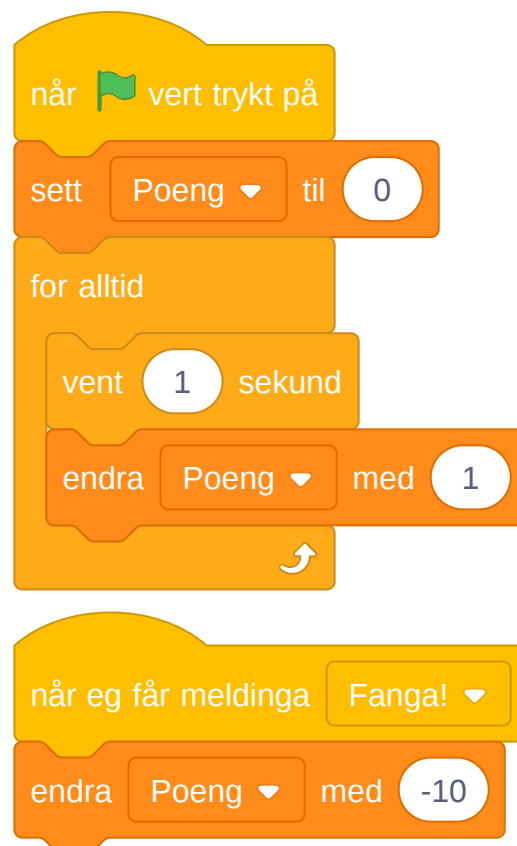 når vert trykt på
sett Poeng til 0
for alltid
vent 1 sekund
endra Poeng med 1
når eg får meldinga Fanga!
endra Poeng med -10